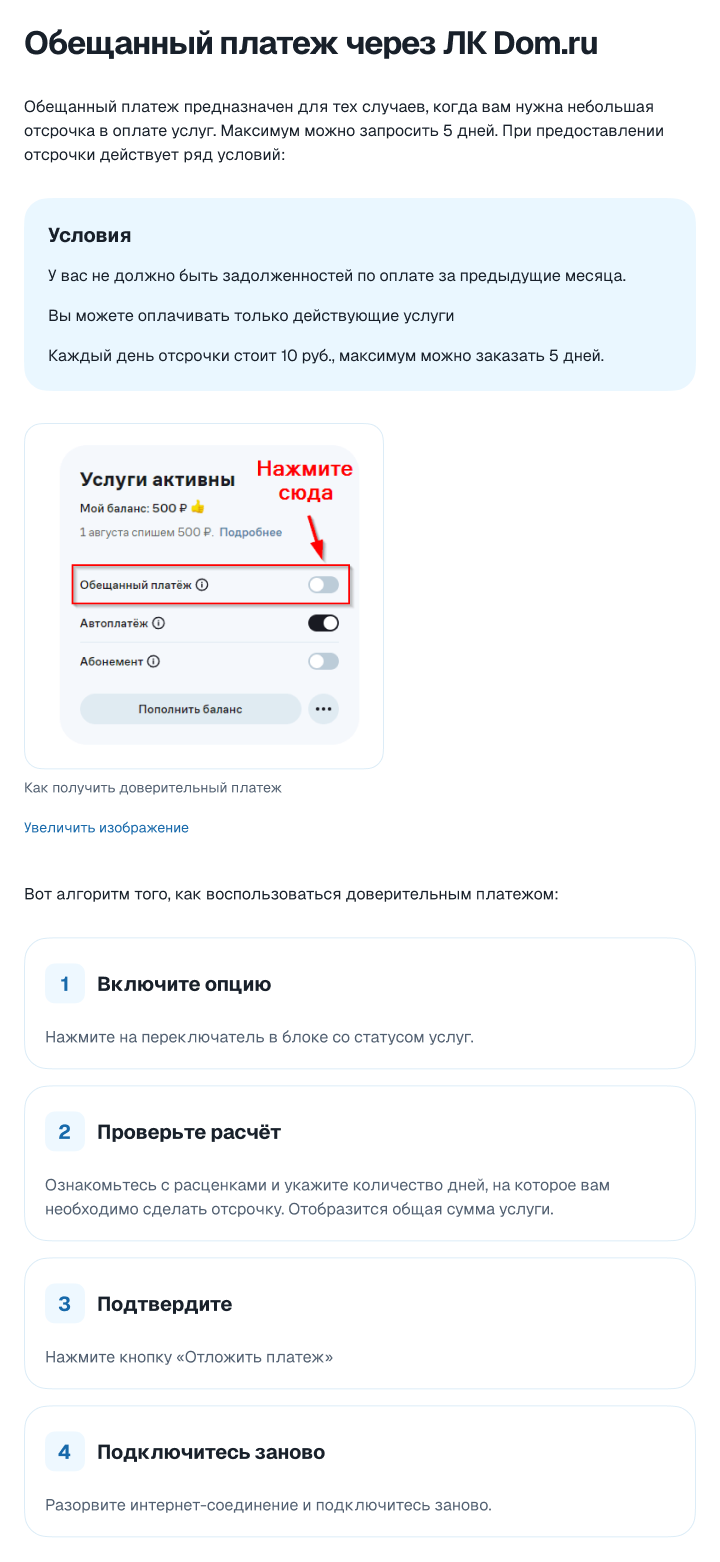 Обещанный платеж через ЛК Dom.ru
Обещанный платеж предназначен для тех случаев, когда вам нужна небольшая
отсрочка в оплате услуг. Максимум можно запросить 5 дней. При предоставлении
отсрочки действует ряд условий:
Условия
У вас не должно быть задолженностей по оплате за предыдущие месяца.
Вы можете оплачивать только действующие услуги
Каждый день отсрочки стоит 10 руб., максимум можно заказать 5 дней.
Услуги активны
Нажмите
сюда
Мой баланс: 500 ₽ 👍
1 августа спишем 500 ₽. Подробнее
Обещанный платёж
Автоплатёж
Абонемент
Пополнить баланс
Как получить доверительный платеж
Увеличить изображение
Вот алгоритм того, как воспользоваться доверительным платежом:
1 Включите опцию
Нажмите на переключатель в блоке со статусом услуг.
2 Проверьте расчёт
Ознакомьтесь с расценками и укажите количество дней, на которое вам
необходимо сделать отсрочку. Отобразится общая сумма услуги.
3 Подтвердите
Нажмите кнопку «Отложить платеж»
4 Подключитесь заново
Разорвите интернет-соединение и подключитесь заново.